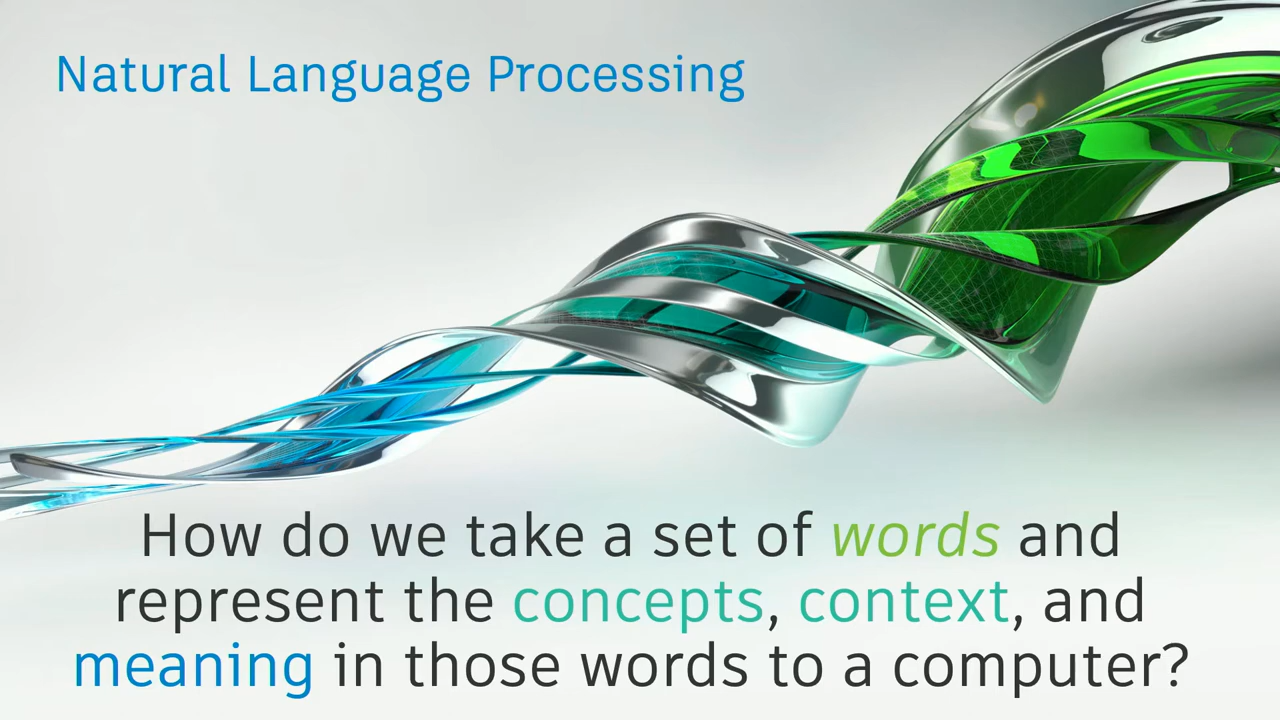 Natural Language Processing
How do we take a set of words and
represent the concepts, context, and
meaning in those words to a computer?